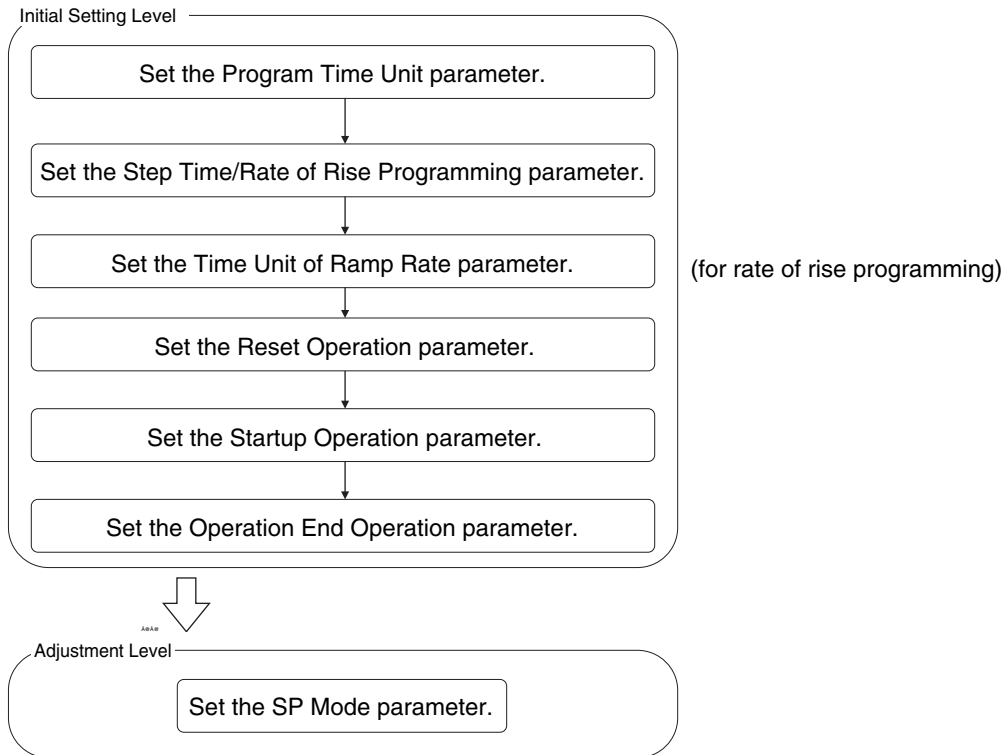 Initial Setting Level
Set the Program Time Unit parameter.
Set the Step Time/Rate of Rise Programming parameter.
Set the Time Unit of Ramp Rate parameter.
(for rate of rise programming)
Set the Reset Operation parameter.
Set the Startup Operation parameter.
Set the Operation End Operation parameter.
Adjustment Level
Set the SP Mode parameter.